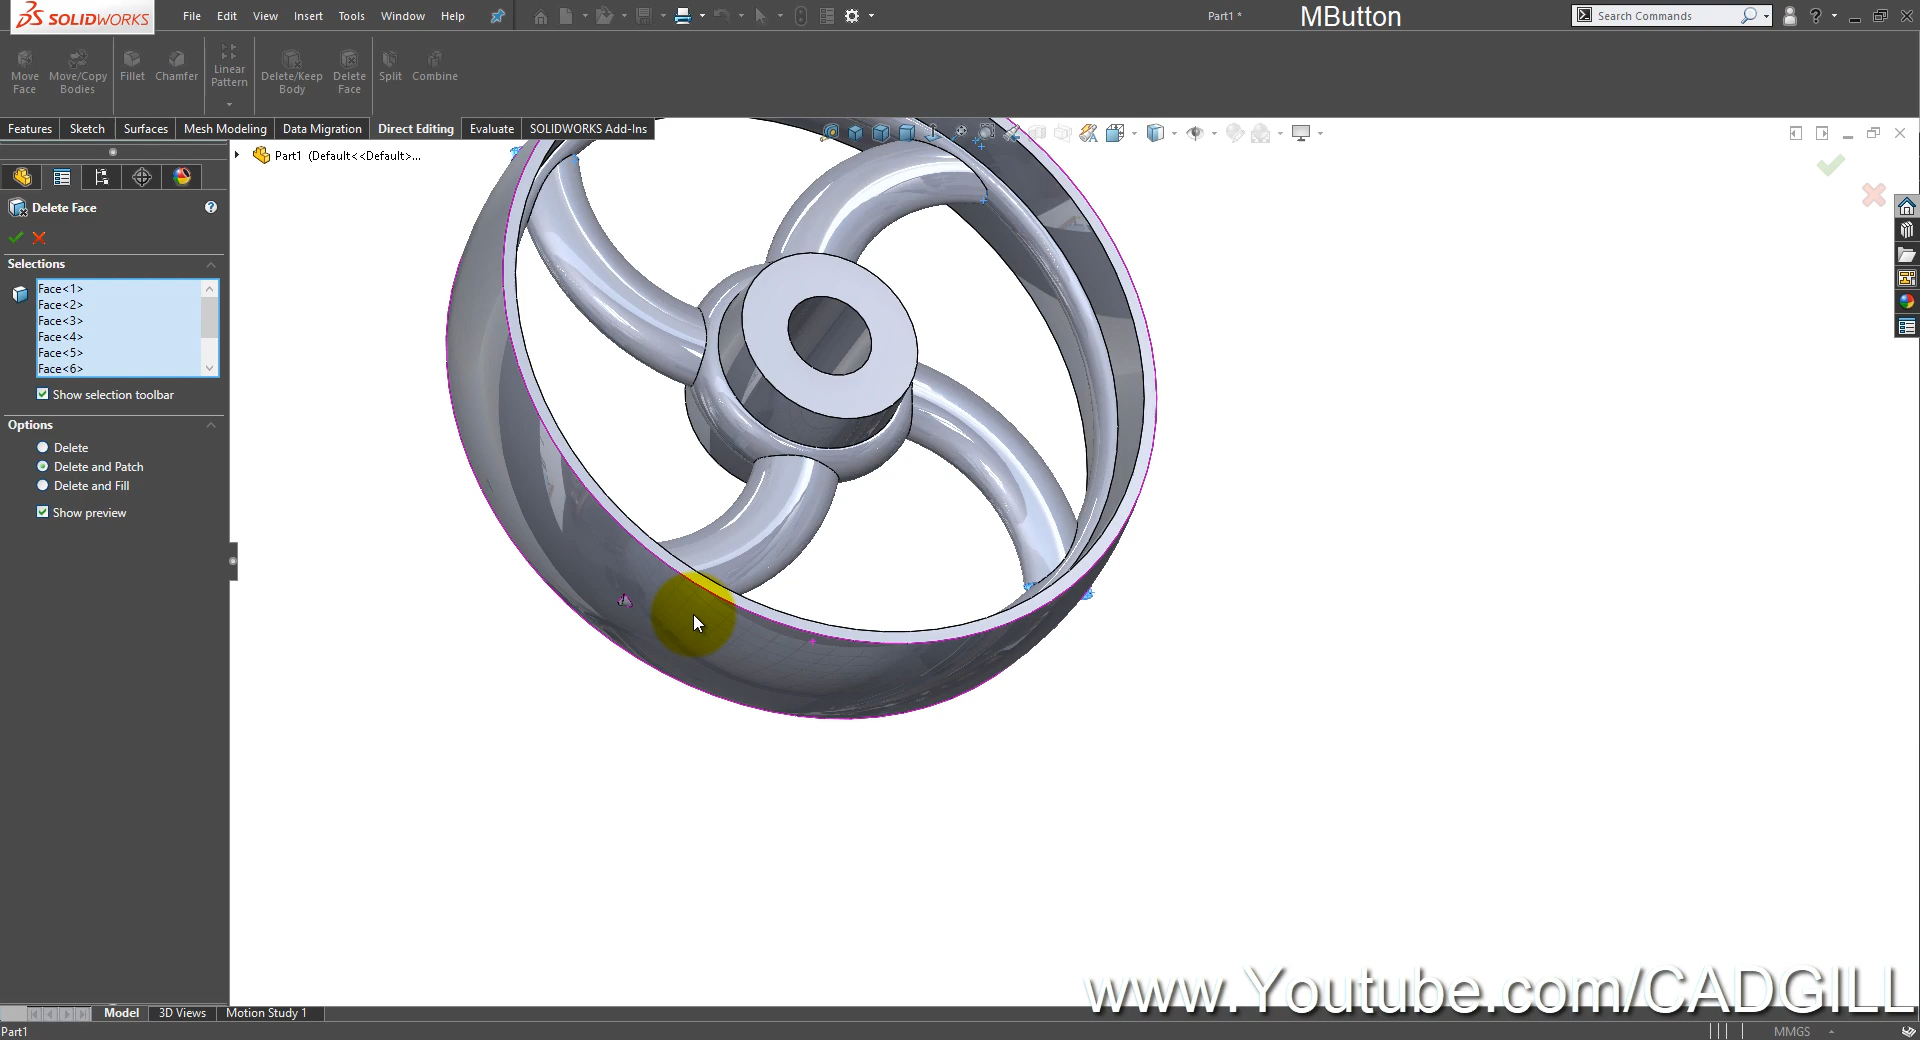 SOLIDWORKS
File Edit View Insert Tools Window Help
Part1 *
MButton
Search Commands
Move Face
Move/Copy Bodies
Fillet
Chamfer
Linear Pattern
Delete/Keep Body
Delete Face
Split
Combine
Features Sketch Surfaces Mesh Modeling Data Migration Direct Editing Evaluate SOLIDWORKS Add-Ins
Part1 (Default<<Default>...
Delete Face
Selections
Face<1>
Face<2>
Face<3>
Face<4>
Face<5>
Face<6>
Show selection toolbar
Options
Delete
Delete and Patch
Delete and Fill
Show preview
www.Youtube.com/CADGILL
Model 3D Views Motion Study 1
Part1
MMGS